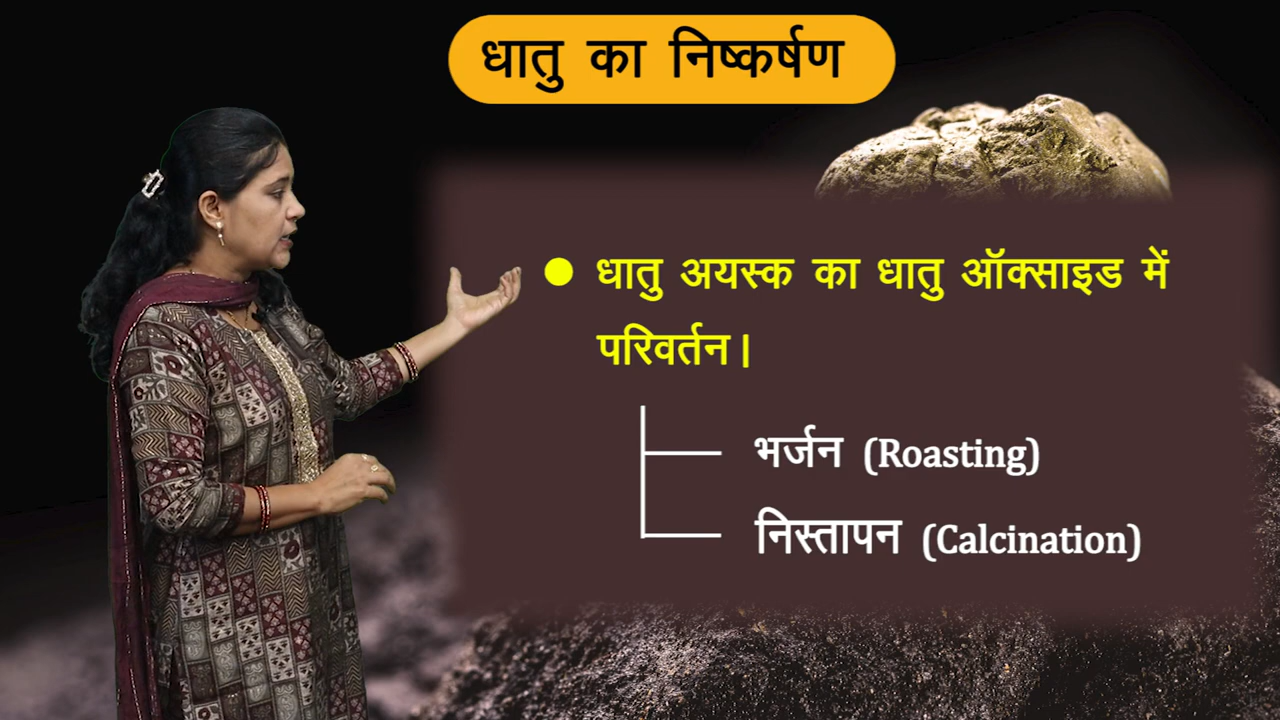 धातु का निष्कर्षण
धातु अयस्क का धातु ऑक्साइड में
परिवर्तन।
भर्जन (Roasting)
निस्तापन (Calcination)